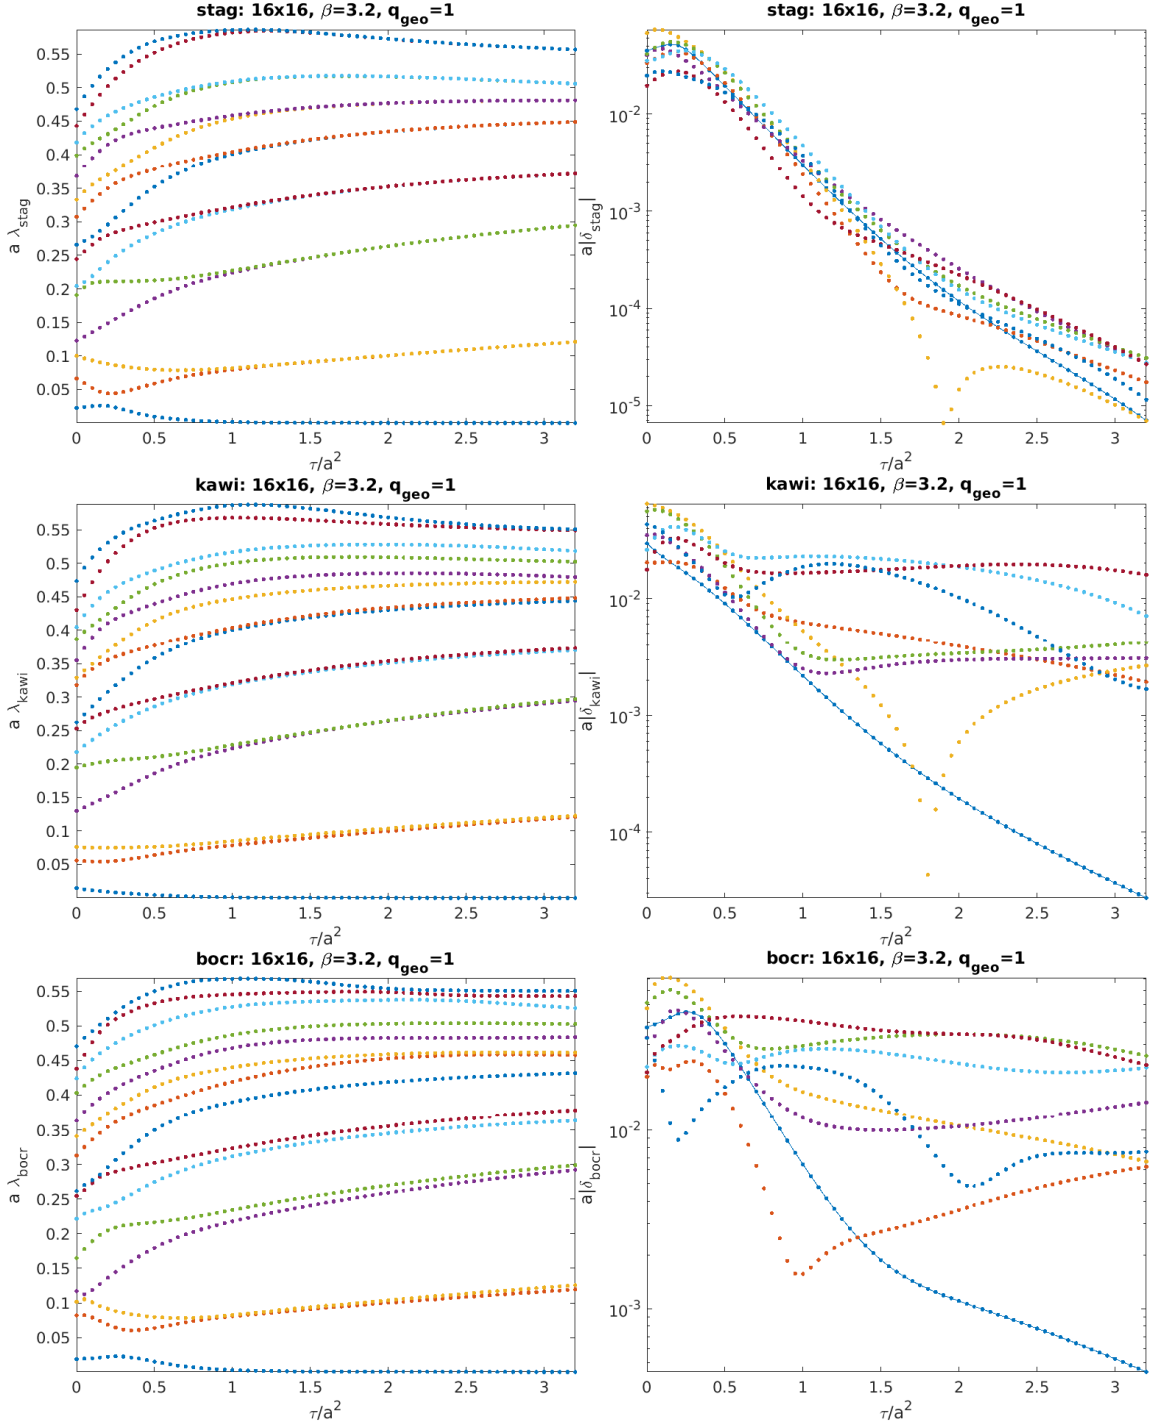 stag: 16x16, β=3.2, q_geo=1
a λ_stag
0.55
0.5
0.45
0.4
0.35
0.3
0.25
0.2
0.15
0.1
0.05
0 0.5 1 1.5 2 2.5 3
τ/a²
stag: 16x16, β=3.2, q_geo=1
a|δ_stag|
10⁻²
10⁻³
10⁻⁴
10⁻⁵
0 0.5 1 1.5 2 2.5 3
τ/a²
kawi: 16x16, β=3.2, q_geo=1
a λ_kawi
0.55
0.5
0.45
0.4
0.35
0.3
0.25
0.2
0.15
0.1
0.05
0 0.5 1 1.5 2 2.5 3
τ/a²
kawi: 16x16, β=3.2, q_geo=1
a|δ_kawi|
10⁻²
10⁻³
10⁻⁴
0 0.5 1 1.5 2 2.5 3
τ/a²
bocr: 16x16, β=3.2, q_geo=1
a λ_bocr
0.55
0.5
0.45
0.4
0.35
0.3
0.25
0.2
0.15
0.1
0.05
0 0.5 1 1.5 2 2.5 3
τ/a²
bocr: 16x16, β=3.2, q_geo=1
a|δ_bocr|
10⁻²
10⁻³
0 0.5 1 1.5 2 2.5 3
τ/a²